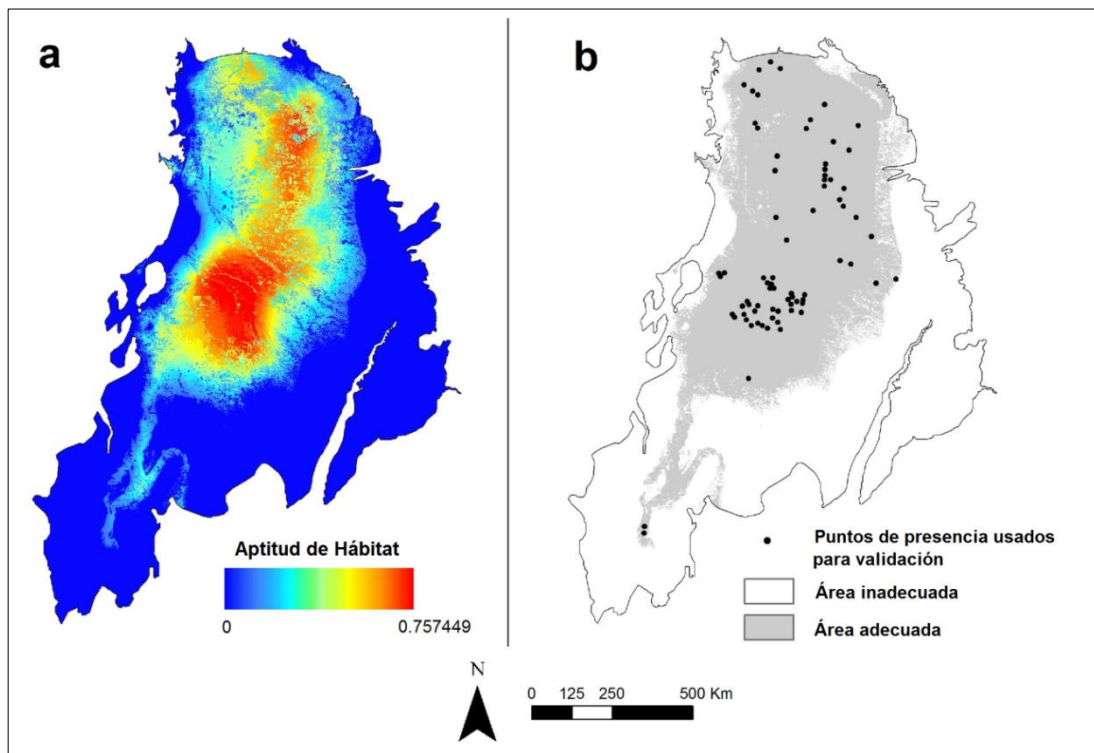 a
b
Aptitud de Hábitat
0
0.757449
Puntos de presencia usados
para validación
Área inadecuada
Área adecuada
N
0 125 250 500 Km